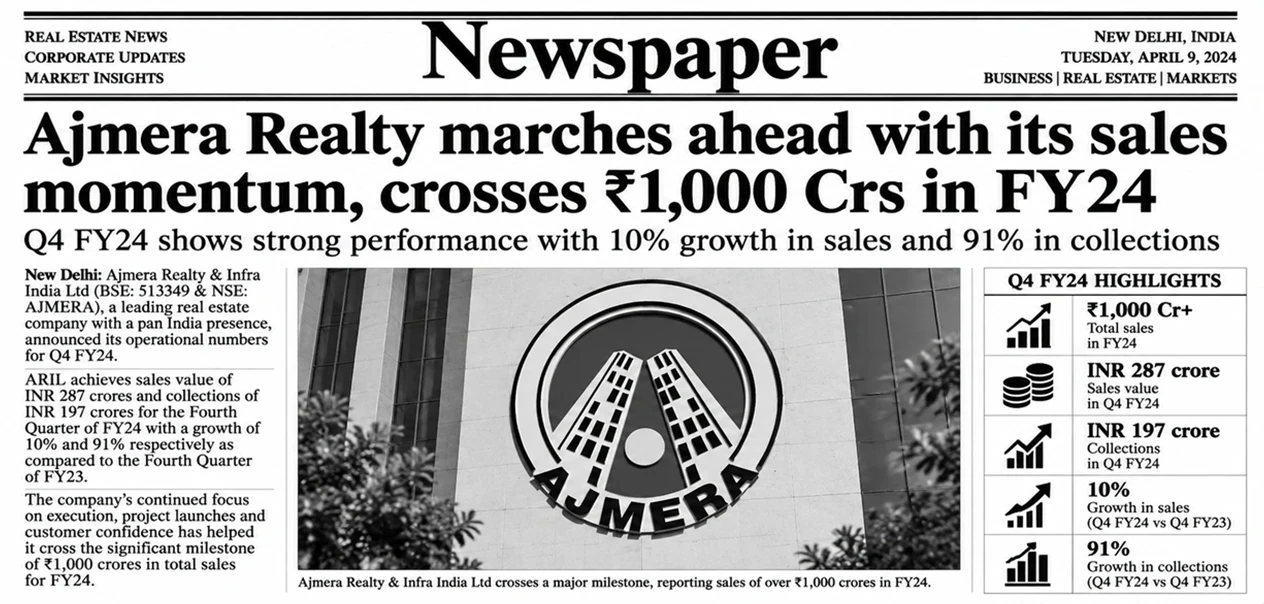 REAL ESTATE NEWS
CORPORATE UPDATES
MARKET INSIGHTS
Newspaper
NEW DELHI, INDIA
TUESDAY, APRIL 9, 2024
BUSINESS | REAL ESTATE | MARKETS
Ajmera Realty marches ahead with its sales
momentum, crosses ₹1,000 Crs in FY24
Q4 FY24 shows strong performance with 10% growth in sales and 91% in collections
New Delhi: Ajmera Realty & Infra
India Ltd (BSE: 513349 & NSE:
AJMERA), a leading real estate
company with a pan India presence,
announced its operational numbers
for Q4 FY24.
ARIL achieves sales value of
INR 287 crores and collections of
INR 197 crores for the Fourth
Quarter of FY24 with a growth of
10% and 91% respectively as
compared to the Fourth Quarter
of FY23.
The company's continued focus
on execution, project launches and
customer confidence has helped
it cross the significant milestone
of ₹1,000 crores in total sales
for FY24.
AJMERA
Ajmera Realty & Infra India Ltd crosses a major milestone, reporting sales of over ₹1,000 crores in FY24.
Q4 FY24 HIGHLIGHTS
₹1,000 Cr+
Total sales
in FY24
INR 287 crore
Sales value
in Q4 FY24
INR 197 crore
Collections
in Q4 FY24
10%
Growth in sales
(Q4 FY24 vs Q4 FY23)
91%
Growth in collections
(Q4 FY24 vs Q4 FY23)